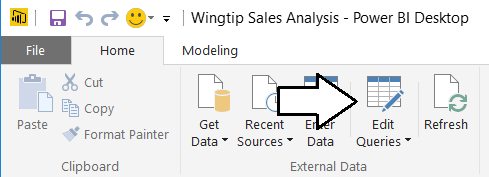 Wingtip Sales Analysis - Power BI Desktop
File Home Modeling
Paste
Cut
Copy
Format Painter
Clipboard
Get Data
Recent Sources
Enter Data
Edit Queries
Refresh
External Data